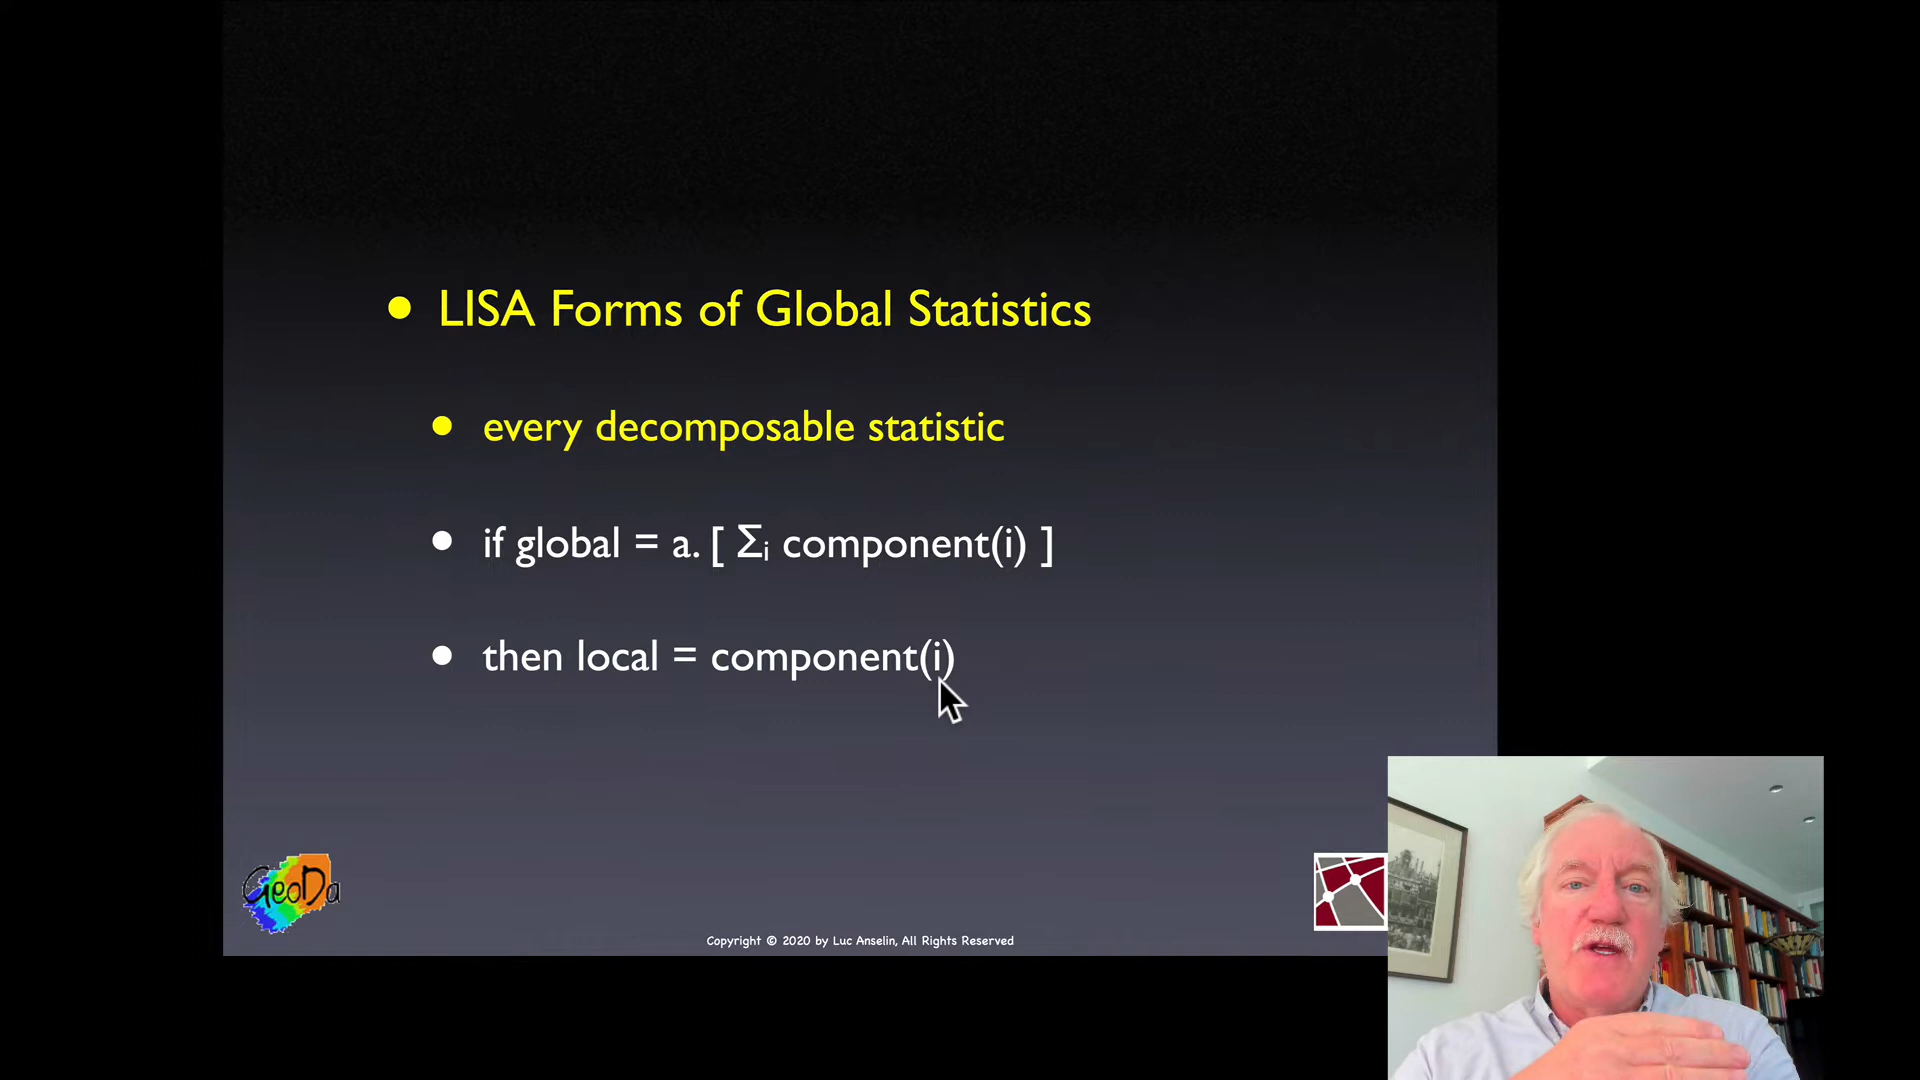 • LISA Forms of Global Statistics
• every decomposable statistic
• if global = a. [ Σᵢ component(i) ]
• then local = component(i)
GeoDa
Copyright © 2020 by Luc Anselin, All Rights Reserved